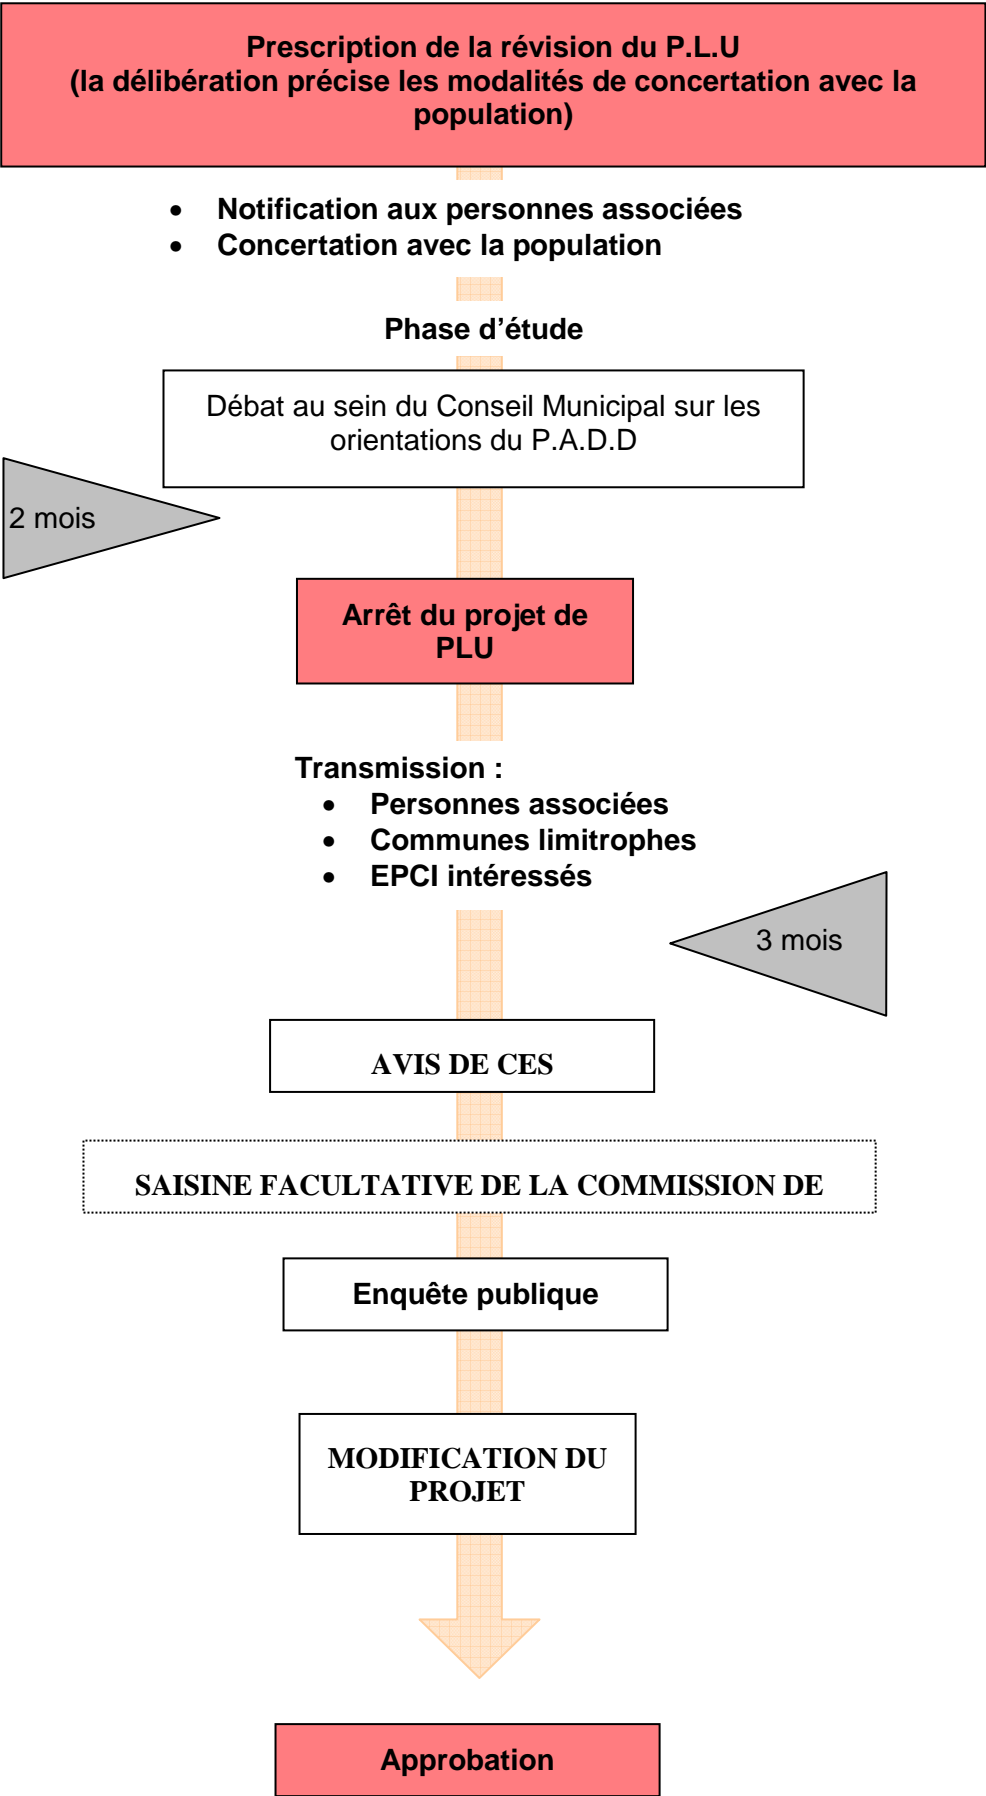 Prescription de la révision du P.L.U
(la délibération précise les modalités de concertation avec la
population)
• Notification aux personnes associées
• Concertation avec la population
Phase d’étude
Débat au sein du Conseil Municipal sur les
orientations du P.A.D.D
2 mois
Arrêt du projet de
PLU
Transmission :
• Personnes associées
• Communes limitrophes
• EPCI intéressés
3 mois
AVIS DE CES
SAISINE FACULTATIVE DE LA COMMISSION DE
Enquête publique
MODIFICATION DU
PROJET
Approbation